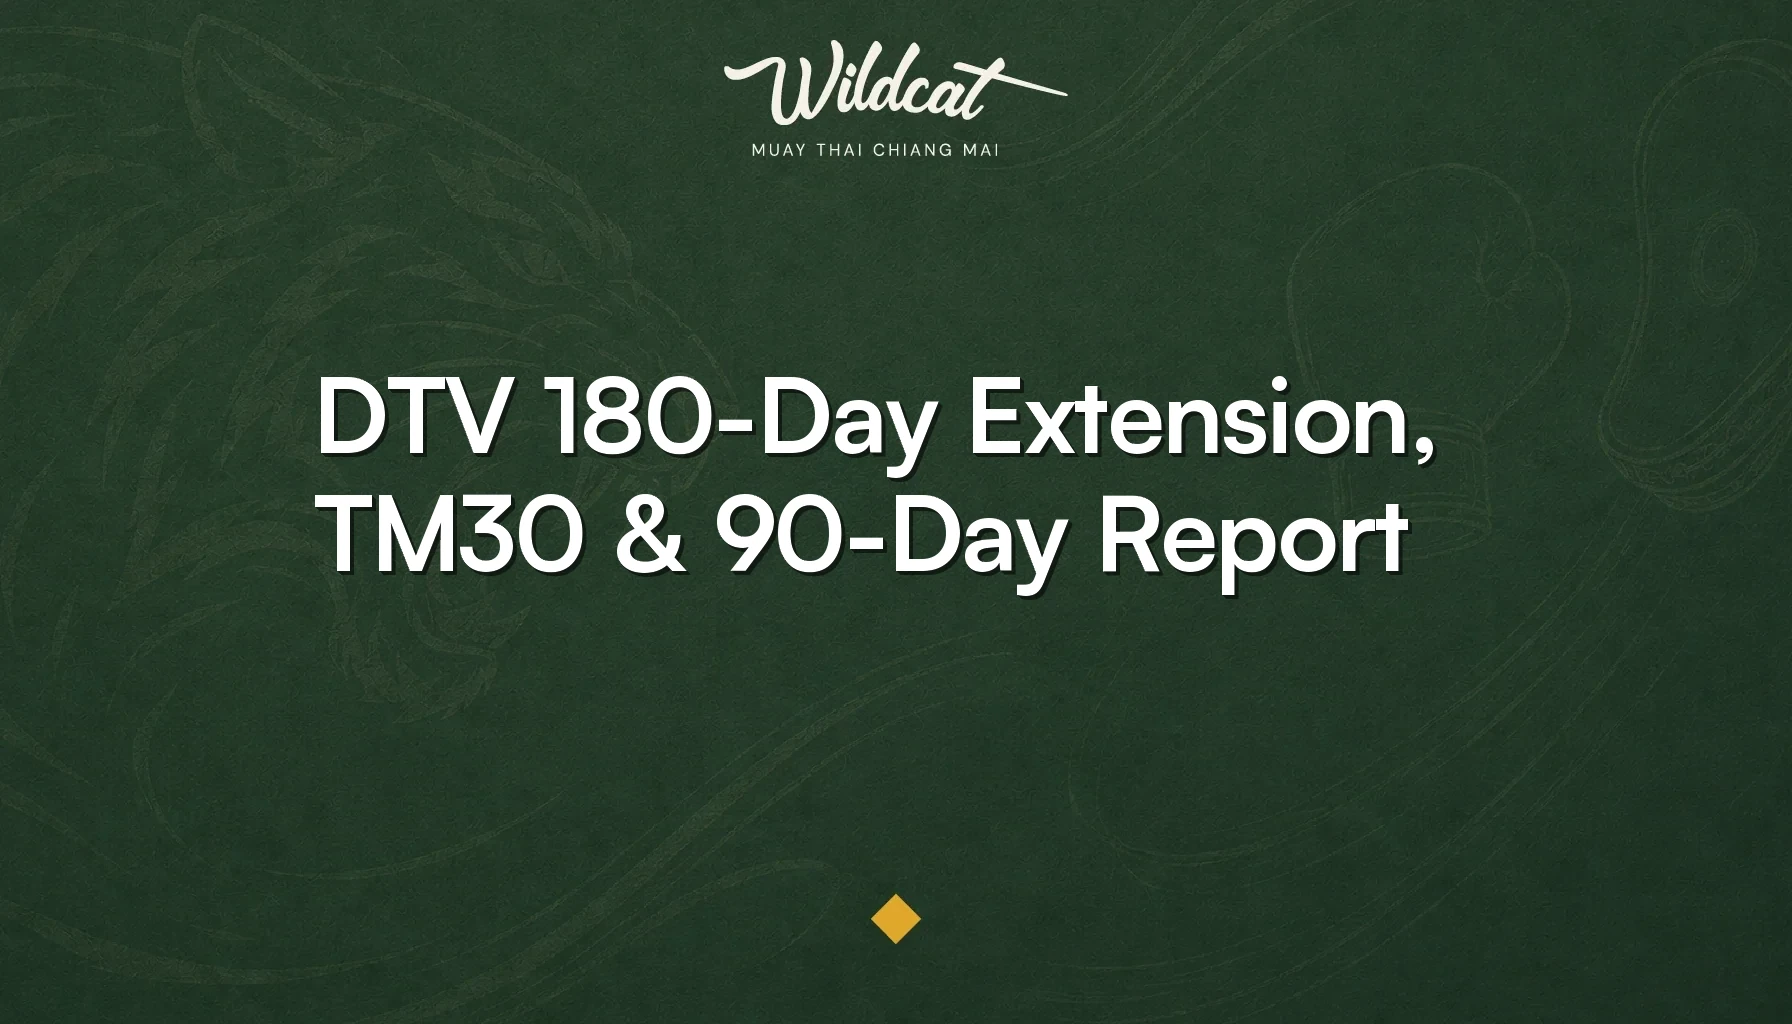 Wildcat
MUAY THAI CHIANG MAI
DTV 180-Day Extension,
TM30 & 90-Day Report